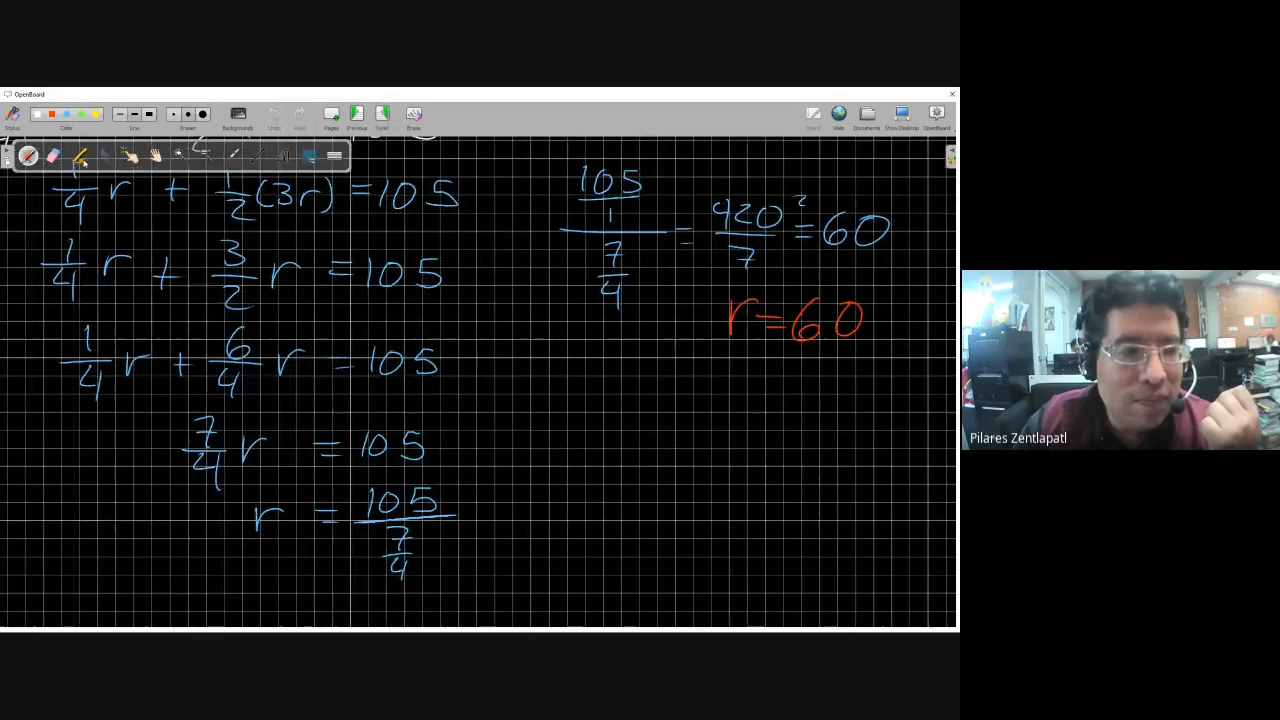 OpenBoard
Stylus Color Line Eraser Backgrounds Undo Redo Pages Previous Erase Board Web Documents Show Desktop OpenBoard
1/4 r + 1/2 (3r) = 105
1/4 r + 3/2 r = 105
1/4 r + 6/4 r = 105
7/4 r = 105
r = 105 / (7/4)
(105/1) / (7/4) = 420/7 = 60
r = 60
Pilares Zentlapatl